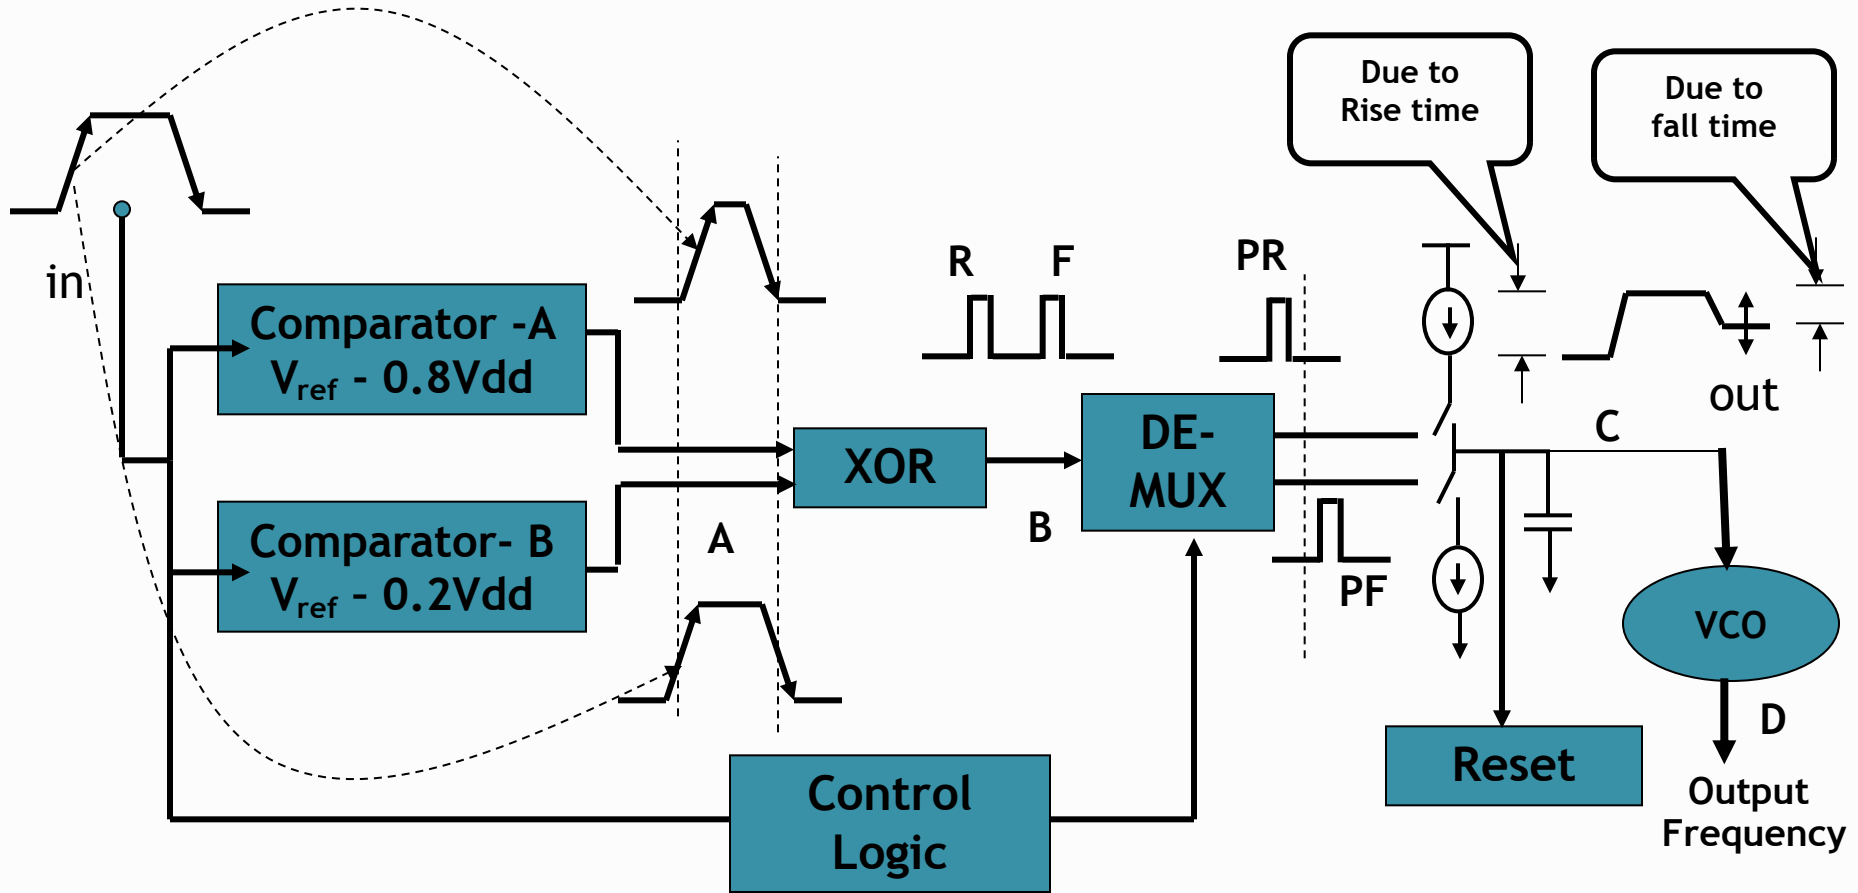 Due to
Rise time
Due to
fall time
in
R
F
PR
Comparator -A
Vref - 0.8Vdd
out
C
XOR
DE-
MUX
Comparator- B
Vref - 0.2Vdd
A
B
PF
VCO
D
Reset
Control
Logic
Output
Frequency